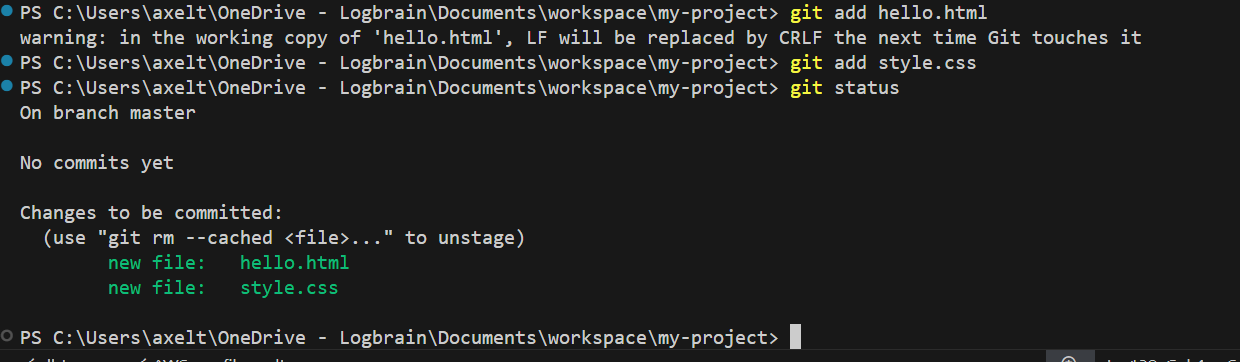 PS C:\Users\axelt\OneDrive - Logbrain\Documents\workspace\my-project> git add hello.html
warning: in the working copy of 'hello.html', LF will be replaced by CRLF the next time Git touches it
PS C:\Users\axelt\OneDrive - Logbrain\Documents\workspace\my-project> git add style.css
PS C:\Users\axelt\OneDrive - Logbrain\Documents\workspace\my-project> git status
On branch master
No commits yet
Changes to be committed:
(use "git rm --cached <file>..." to unstage)
new file: hello.html
new file: style.css
PS C:\Users\axelt\OneDrive - Logbrain\Documents\workspace\my-project>